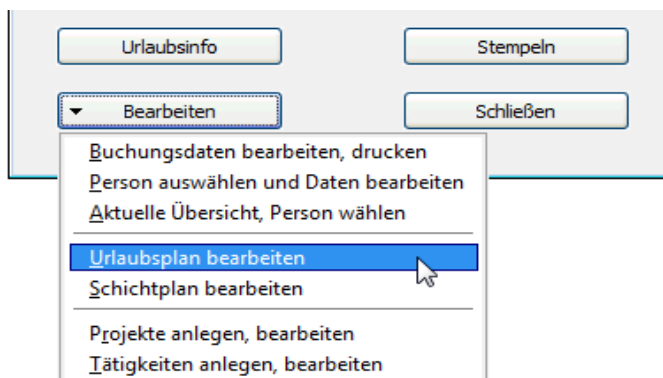 Urlaubsinfo Stempeln
Bearbeiten Schließen
Buchungsdaten bearbeiten, drucken
Person auswählen und Daten bearbeiten
Aktuelle Übersicht, Person wählen
Urlaubsplan bearbeiten
Schichtplan bearbeiten
Projekte anlegen, bearbeiten
Tätigkeiten anlegen, bearbeiten